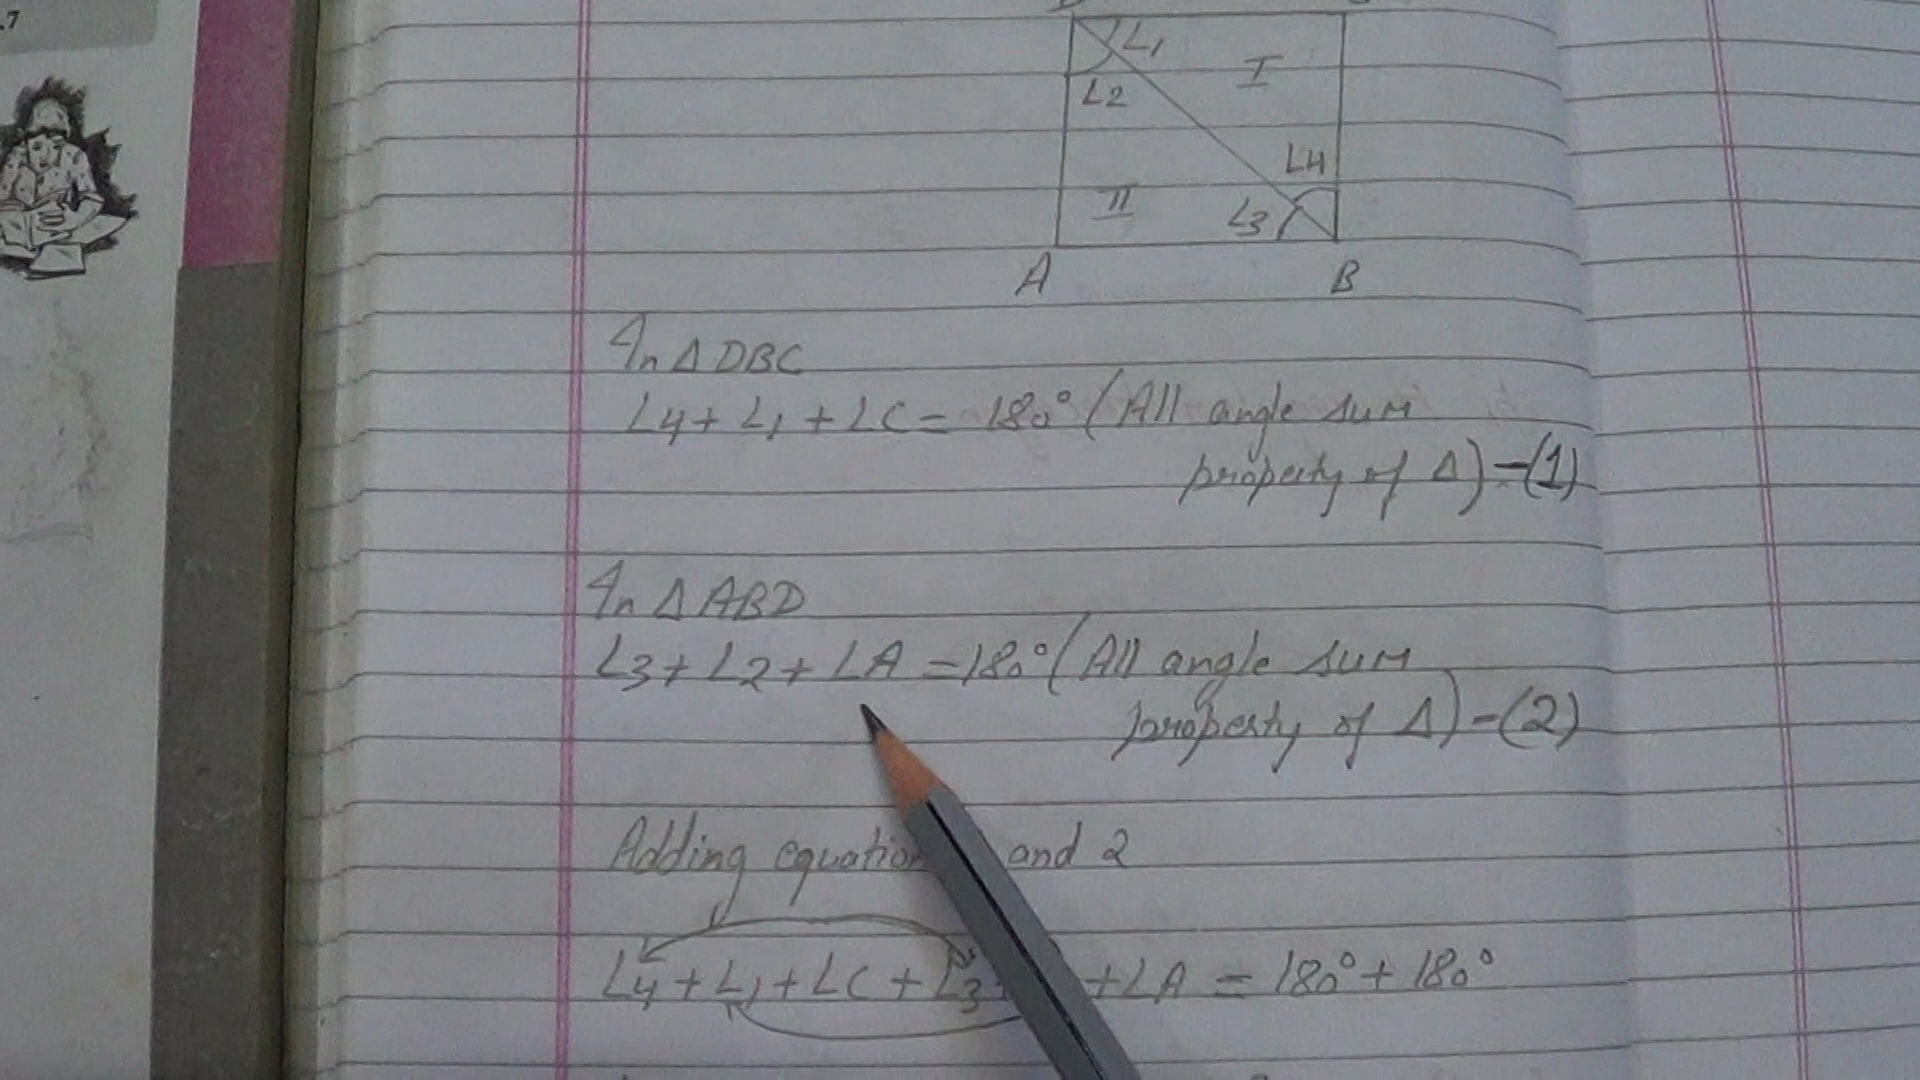 .7
∠1
I
∠2
∠4
II
∠3
A B
In Δ DBC
∠4 + ∠1 + ∠C = 180° (All angle sum
property of Δ) - (1)
In Δ ABD
∠3 + ∠2 + ∠A = 180° (All angle sum
property of Δ) - (2)
Adding equation and 2
∠4 + ∠1 + ∠C + ∠3 + + ∠A = 180° + 180°